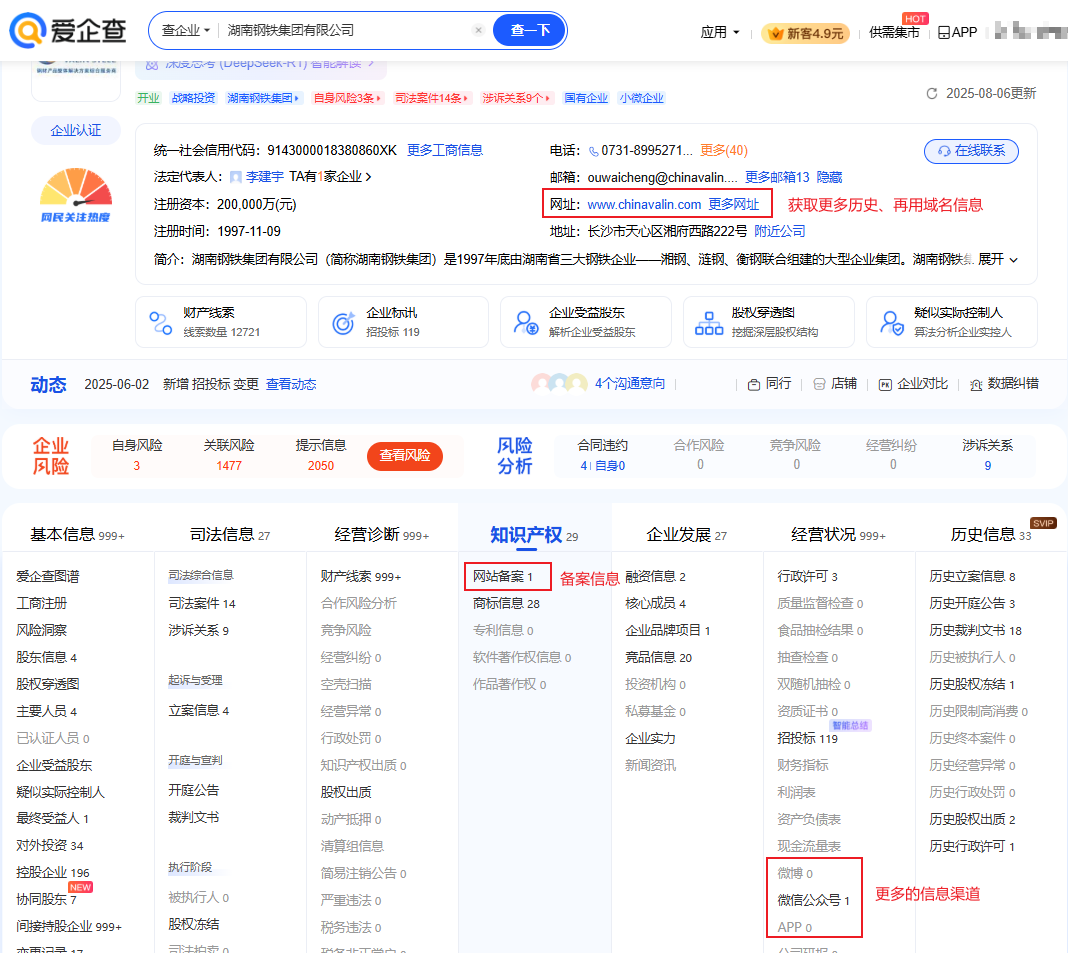 爱企查 查企业 湖南钢铁集团有限公司 × 查一下 应用 新客4.9元 供需集市 HOT APP
深度思考 (DeepSeek-R1) 智能解读 >
开业 战略投资 湖南钢铁集团 自身风险3条 司法案件14条 涉诉关系9个 国有企业 小微企业 2025-08-06更新
企业认证
网民关注热度
统一社会信用代码：9143000018380860XK 更多工商信息 电话：0731-8995271... 更多(40) 在线联系
法定代表人：李建宇 TA有1家企业 > 邮箱：ouwaicheng@chinavalin.... 更多邮箱13 隐藏
注册资本：200,000万(元) 网址：www.chinavalin.com 更多网址 获取更多历史、再用域名信息
注册时间：1997-11-09 地址：长沙市天心区湘府西路222号 附近公司
简介：湖南钢铁集团有限公司（简称湖南钢铁集团）是1997年底由湖南省三大钢铁企业——湘钢、涟钢、衡钢联合组建的大型企业集团。湖南钢铁 展开
财产线索 企业标讯 企业受益股东 股权穿透图 疑似实际控制人
线索数量 12721 招投标 119 解析企业受益股东 挖掘深层股权结构 算法分析企业实控人
动态 2025-06-02 新增 招投标 变更 查看动态 4个沟通意向 同行 店铺 PK 企业对比 数据纠错
企业风险 自身风险 关联风险 提示信息 查看风险 风险分析 合同违约 合作风险 竞争风险 经营纠纷 涉诉关系
3 1477 2050 4 | 自身0 0 0 0 9
基本信息 999+ 司法信息 27 经营诊断 999+ 知识产权 29 企业发展 27 经营状况 999+ 历史信息 33 SVIP
爱企查图谱 司法综合信息 财产线索 999+ 网站备案 1 备案信息 融资信息 2 行政许可 3 历史立案信息 8
工商注册 司法案件 14 合作风险分析 商标信息 28 核心成员 4 质量监督检查 0 历史开庭公告 3
风险洞察 涉诉关系 9 竞争风险 专利信息 0 企业品牌项目 1 食品抽检结果 0 历史裁判文书 18
股东信息 4 经营纠纷 0 软件著作权信息 0 竞品信息 20 抽查检查 0 历史被执行人 0
股权穿透图 起诉与受理 空壳扫描 作品著作权 0 投资机构 0 双随机抽检 0 历史股权冻结 1
主要人员 4 立案信息 4 经营异常 0 私募基金 0 资质证书 0 历史限制高消费 0
已认证人员 0 行政处罚 0 企业实力 招投标 119 智能总结 历史终本案件 0
企业受益股东 开庭与宣判 知识产权出质 0 新闻资讯 财务指标 历史经营异常 0
疑似实际控制人 开庭公告 股权出质 利润表 历史行政处罚 0
最终受益人 1 裁判文书 动产抵押 0 资产负债表 历史股权出质 2
对外投资 34 清算组信息 现金流量表 历史行政许可 1
控股企业 196 执行阶段 简易注销公告 0 微博 0
协同股东 7 NEW 被执行人 0 严重违法 0 微信公众号 1 更多的信息渠道
间接持股企业 999+ 股权冻结 税务违法 0 APP 0
变更记录 17 司法拍卖 0 税务非正常户 0 公司研报 0